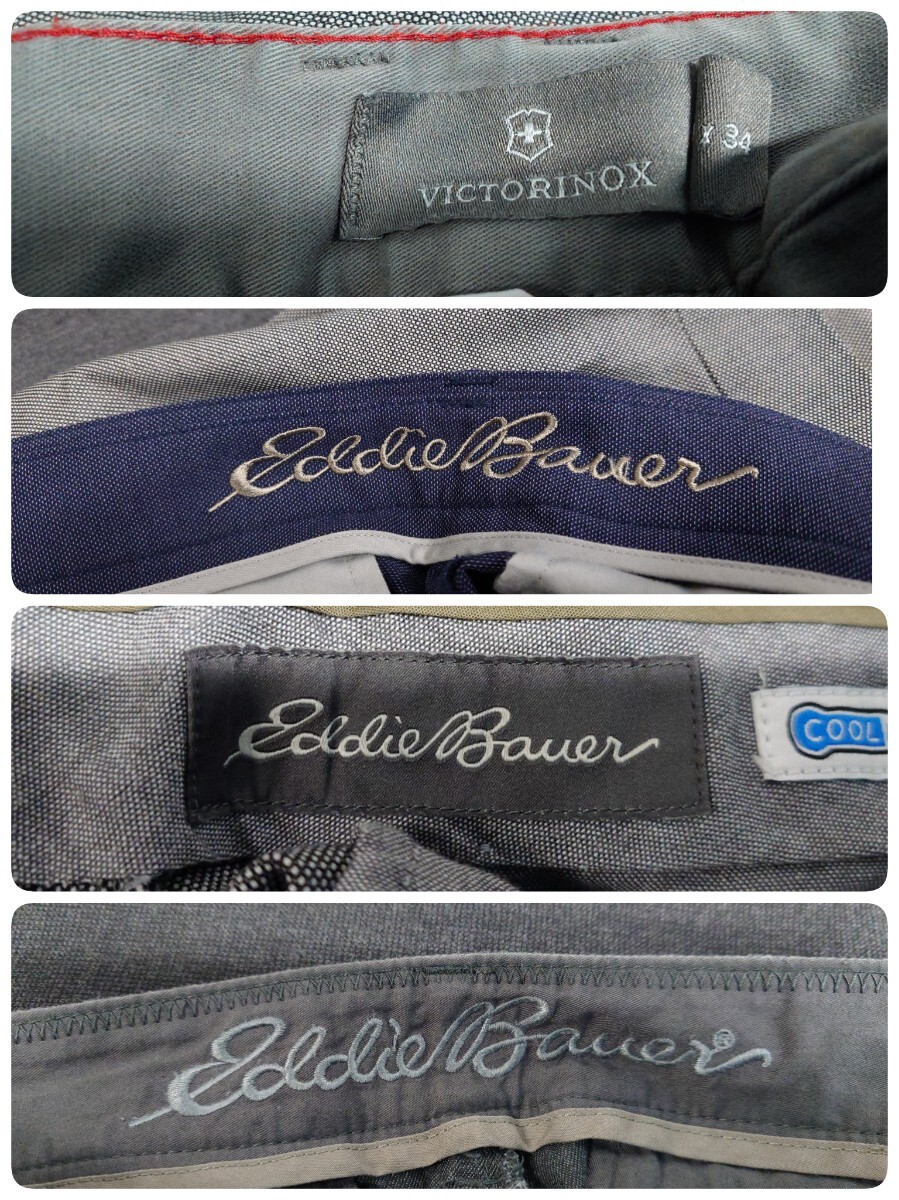 VICTORINOX
X 34
Eddie Bauer
Eddie Bauer
COOL
Eddie Bauer®